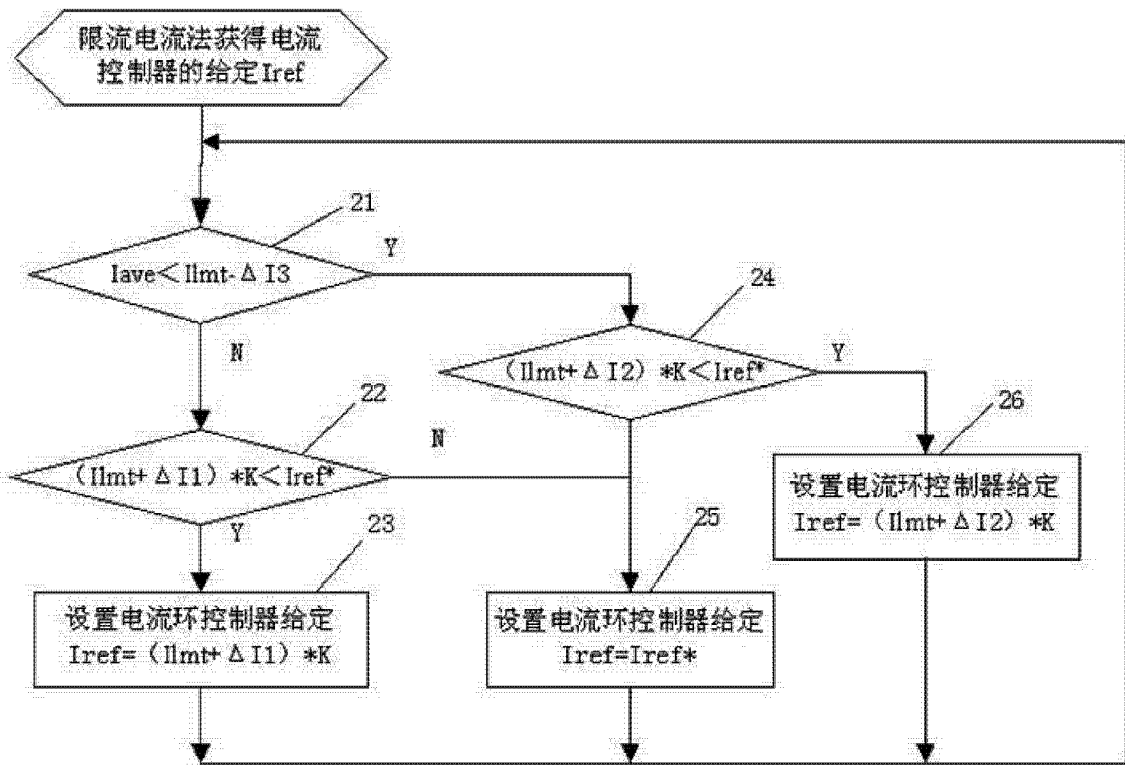 限流电流法获得电流
控制器的给定Iref
21
Iave＜Ilmt-ΔI3
Y
N
24
(Ilmt+ΔI2) *K＜Iref*
Y
22
(Ilmt+ΔI1) *K＜Iref*
N
Y
26
设置电流环控制器给定
Iref= (Ilmt+ΔI2) *K
23
设置电流环控制器给定
Iref= (Ilmt+ΔI1) *K
25
设置电流环控制器给定
Iref=Iref*